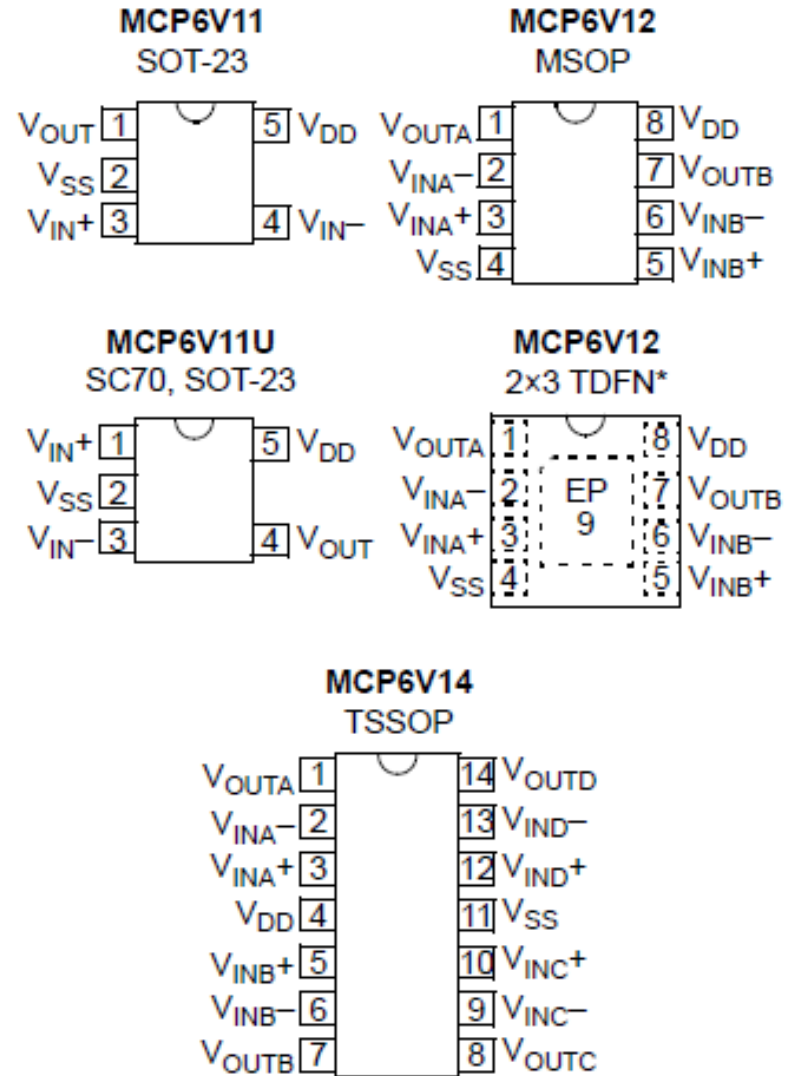 MCP6V11
SOT-23
VOUT 1 5 VDD
VSS 2
VIN+ 3 4 VIN–
MCP6V12
MSOP
VOUTA 1 8 VDD
VINA– 2 7 VOUTB
VINA+ 3 6 VINB–
VSS 4 5 VINB+
MCP6V11U
SC70, SOT-23
VIN+ 1 5 VDD
VSS 2
VIN– 3 4 VOUT
MCP6V12
2×3 TDFN*
VOUTA 1 8 VDD
VINA– 2 EP 7 VOUTB
VINA+ 3 9 6 VINB–
VSS 4 5 VINB+
MCP6V14
TSSOP
VOUTA 1 14 VOUTD
VINA– 2 13 VIND–
VINA+ 3 12 VIND+
VDD 4 11 VSS
VINB+ 5 10 VINC+
VINB– 6 9 VINC–
VOUTB 7 8 VOUTC